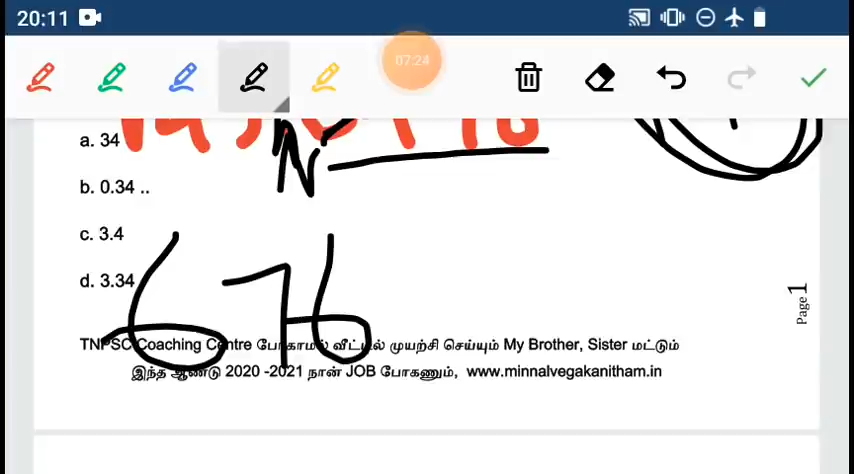 20:11
07:24
a. 34
N
b. 0.34 ..
c. 3.4
d. 3.34
676
Page 1
TNPSC Coaching Centre போகாமல் வீட்டில் முயற்சி செய்யும் My Brother, Sister மட்டும்
இந்த ஆண்டு 2020 -2021 நான் JOB போகணும், www.minnalvegakanitham.in